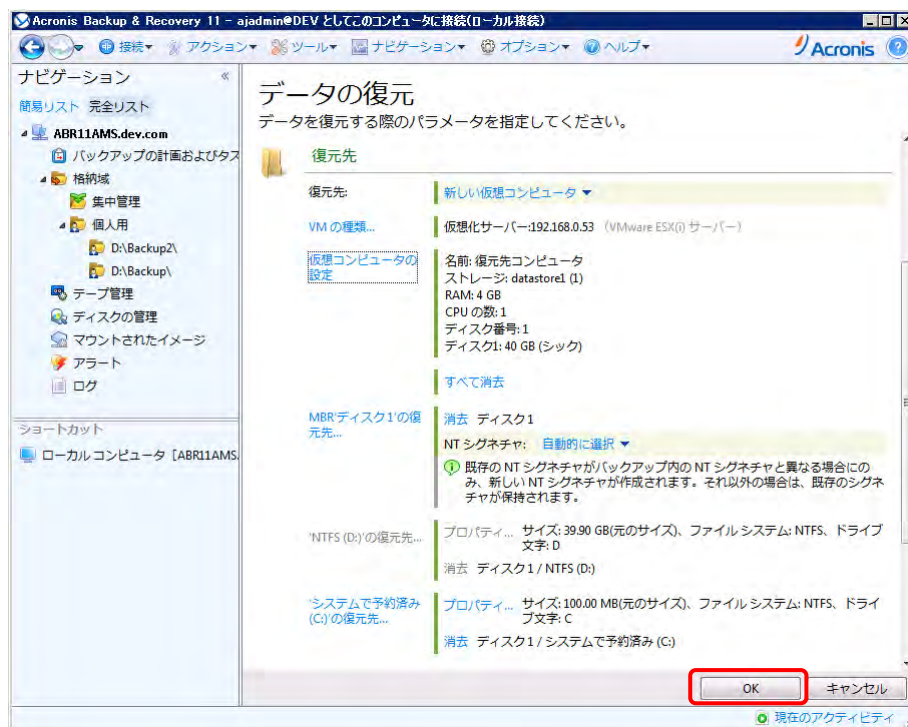 Acronis Backup & Recovery 11 - ajadmin@DEV としてこのコンピュータに接続(ローカル接続)
接続 アクション ツール ナビゲーション オプション ヘルプ Acronis
ナビゲーション
簡易リスト 完全リスト
ABR11AMS.dev.com
バックアップの計画およびタス
格納域
集中管理
個人用
D:\Backup2\
D:\Backup\
テープ管理
ディスクの管理
マウントされたイメージ
アラート
ログ
ショートカット
ローカル コンピュータ [ABR11AMS.
データの復元
データを復元する際のパラメータを指定してください。
復元先
復元先: 新しい仮想コンピュータ
VM の種類... 仮想化サーバー:192.168.0.53 (VMware ESX(i) サーバー)
仮想コンピュータの
設定
名前: 復元先コンピュータ
ストレージ: datastore1 (1)
RAM: 4 GB
CPU の数: 1
ディスク番号: 1
ディスク1: 40 GB (シック)
すべて消去
MBR'ディスク1'の復
元先...
消去 ディスク1
NT シグネチャ: 自動的に選択
既存の NT シグネチャがバックアップ内の NT シグネチャと異なる場合にの
み、新しい NT シグネチャが作成されます。それ以外の場合は、既存のシグネ
チャが保持されます。
'NTFS (D:)'の復元先...
プロパティ... サイズ: 39.90 GB(元のサイズ)、ファイル システム: NTFS、ドライブ
文字: D
消去 ディスク1 / NTFS (D:)
'システムで予約済み
(C:)'の復元先...
プロパティ... サイズ: 100.00 MB(元のサイズ)、ファイル システム: NTFS、ドライ
ブ文字: C
消去 ディスク1 / システムで予約済み (C:)
OK キャンセル
現在のアクティビティ